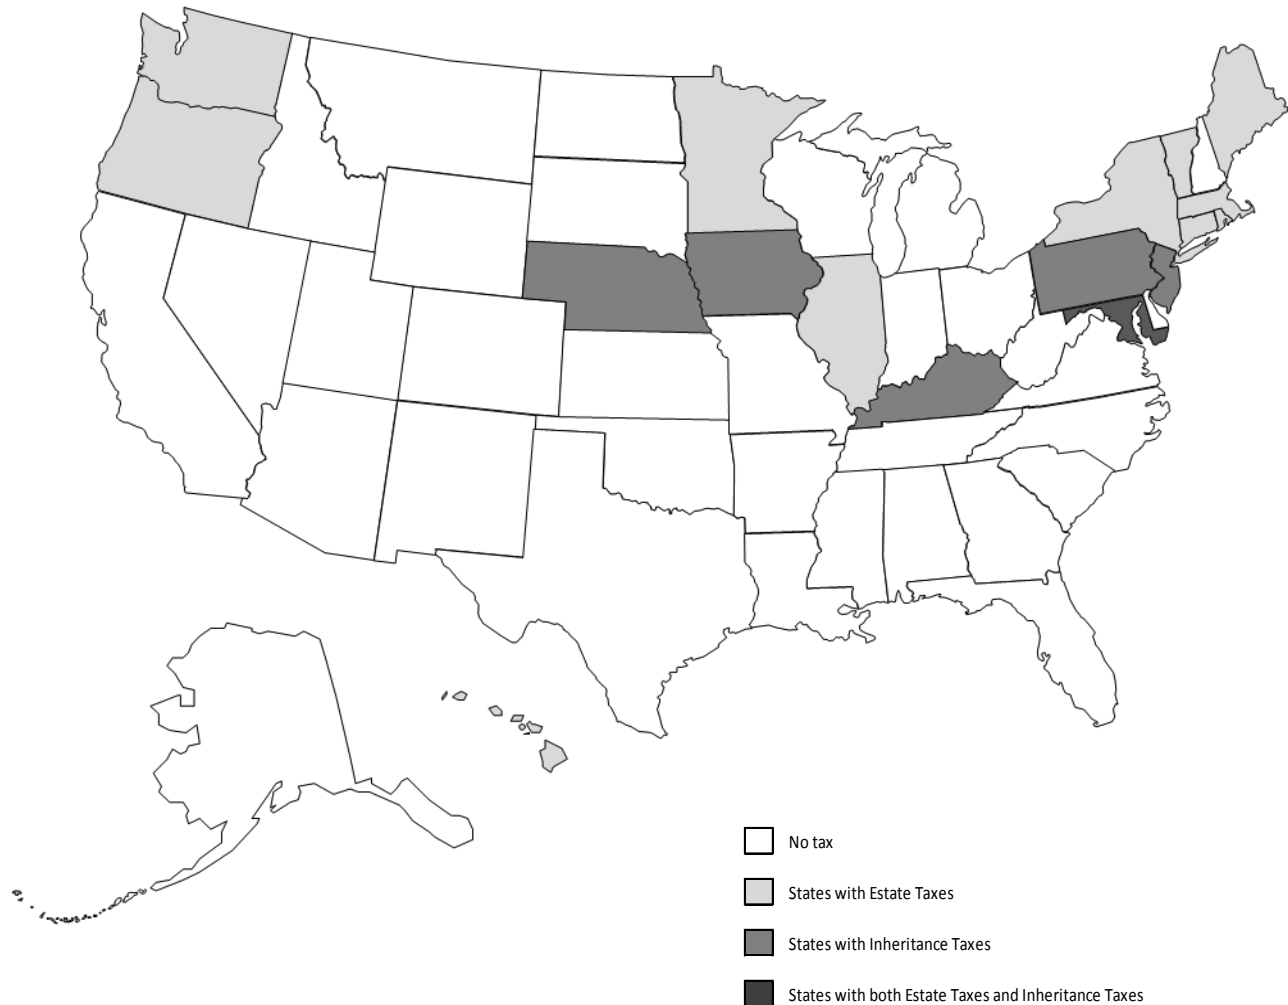 No tax
States with Estate Taxes
States with Inheritance Taxes
States with both Estate Taxes and Inheritance Taxes